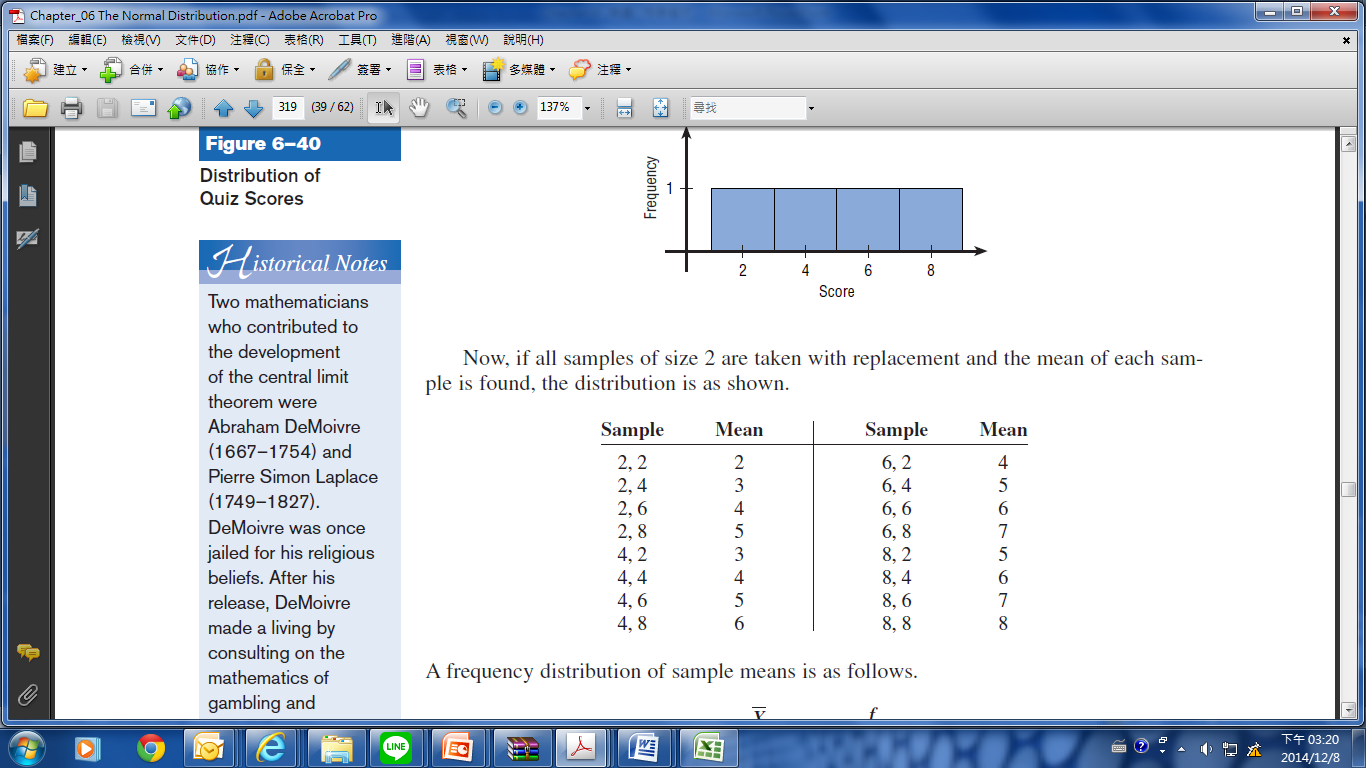 Chapter_06 The Normal Distribution.pdf - Adobe Acrobat Pro
檔案(F) 編輯(E) 檢視(V) 文件(D) 注釋(C) 表格(R) 工具(T) 進階(A) 視窗(W) 說明(H)
建立 合併 協作 保全 簽署 表格 多媒體 注釋
319 (39 / 62) 137% 尋找
Figure 6–40
Distribution of
Quiz Scores
Historical Notes
Two mathematicians
who contributed to
the development
of the central limit
theorem were
Abraham DeMoivre
(1667–1754) and
Pierre Simon Laplace
(1749–1827).
DeMoivre was once
jailed for his religious
beliefs. After his
release, DeMoivre
made a living by
consulting on the
mathematics of
gambling and
Frequency
1
2 4 6 8
Score
Now, if all samples of size 2 are taken with replacement and the mean of each sam-
ple is found, the distribution is as shown.
Sample Mean Sample Mean
2, 2 2 6, 2 4
2, 4 3 6, 4 5
2, 6 4 6, 6 6
2, 8 5 6, 8 7
4, 2 3 8, 2 5
4, 4 4 8, 4 6
4, 6 5 8, 6 7
4, 8 6 8, 8 8
A frequency distribution of sample means is as follows.
f
LINE
下午 03:20
2014/12/8